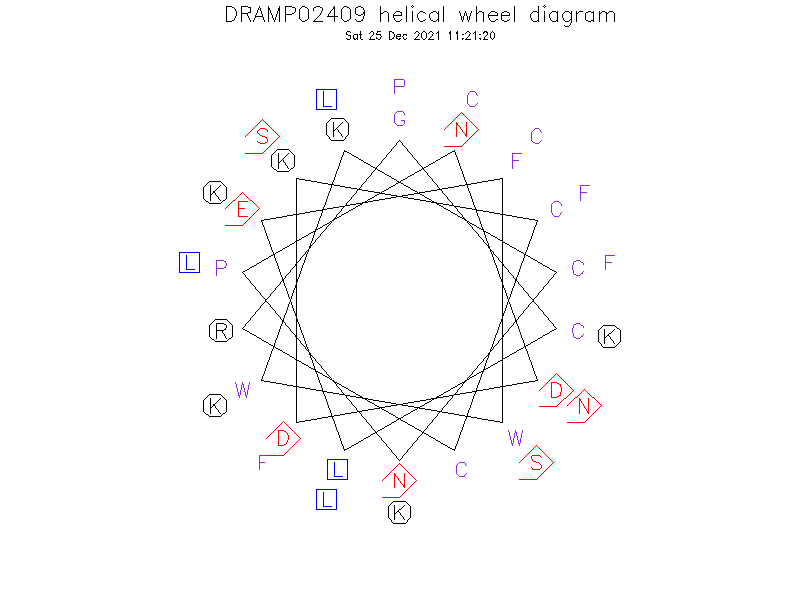 DRAMP02409 helical wheel diagram
Sat 25 Dec 2021 11:21:20
P
L C
G
K N
S C
K F
K F
E C
L P C F
R C K
W D
K N
D W
F L C S
N
L
K